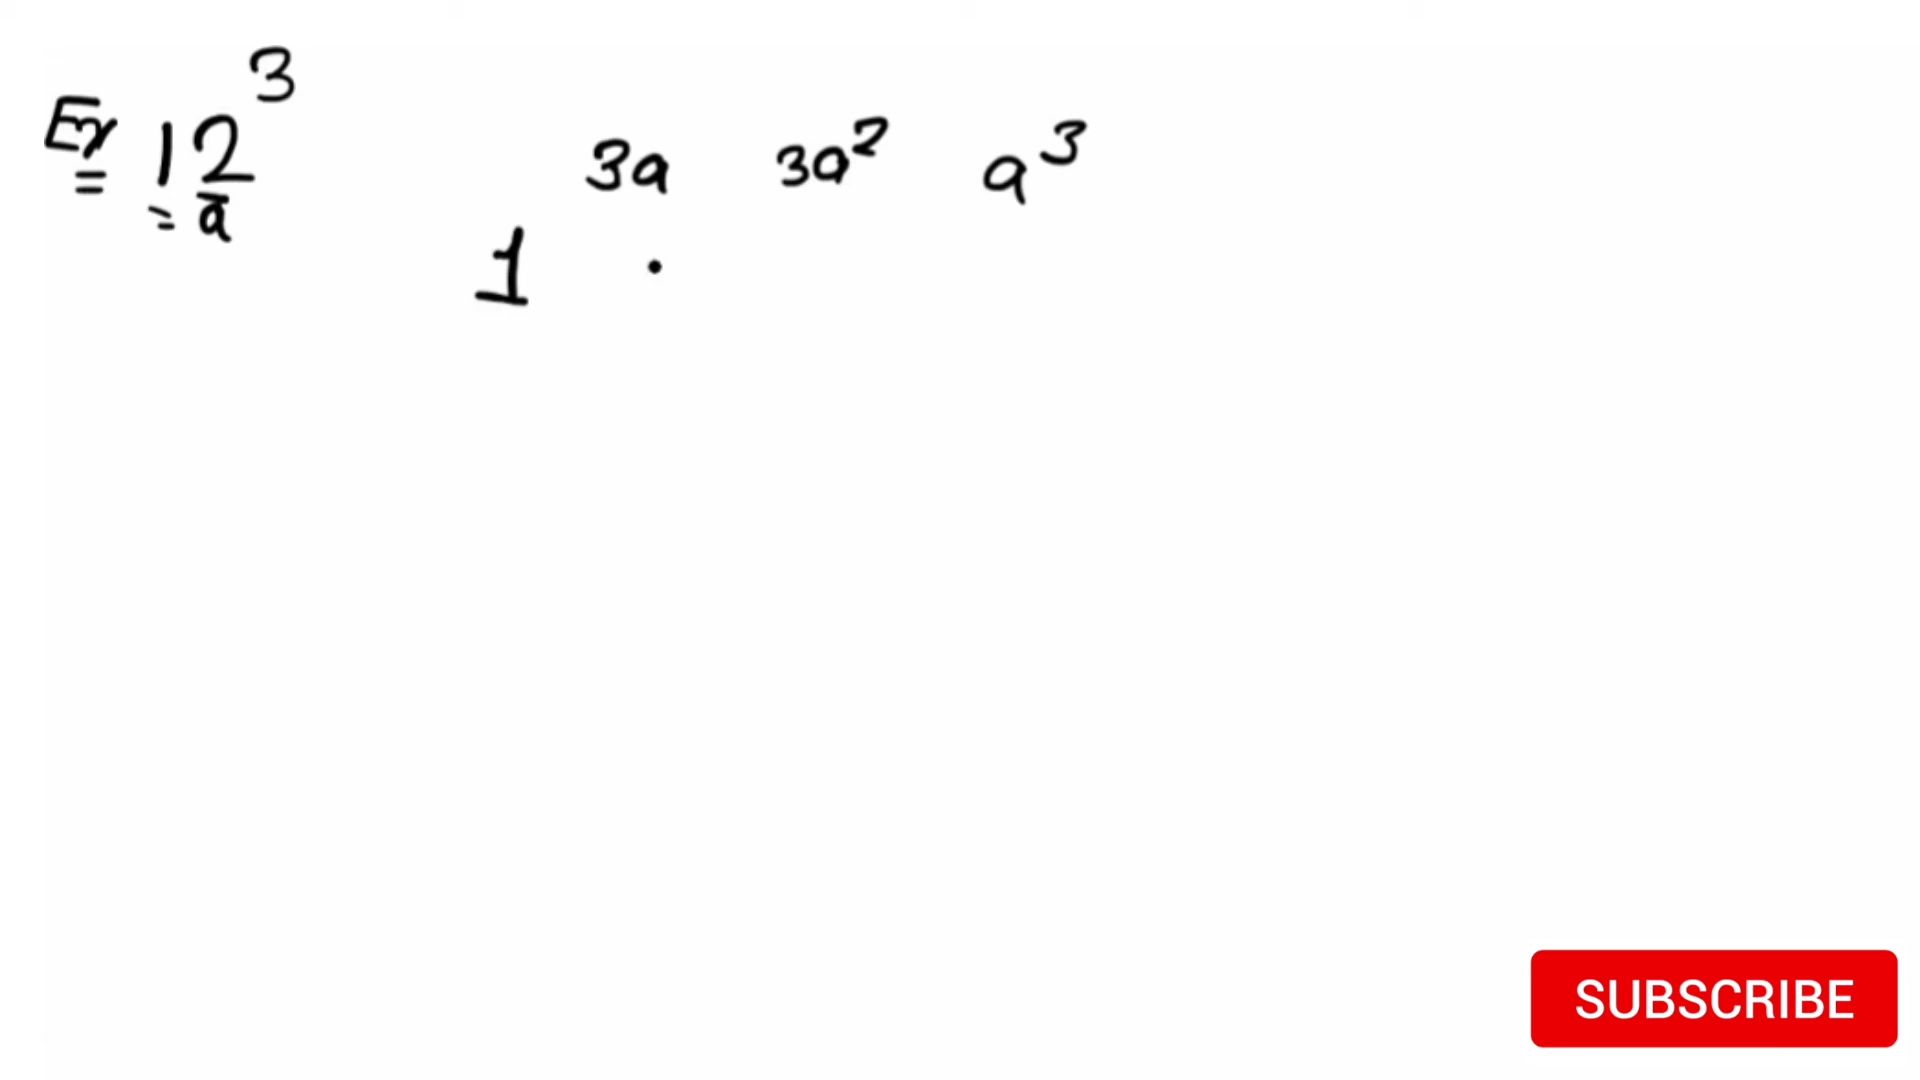 Ex 12³ 3a 3a² a³
= = a
1 .
SUBSCRIBE